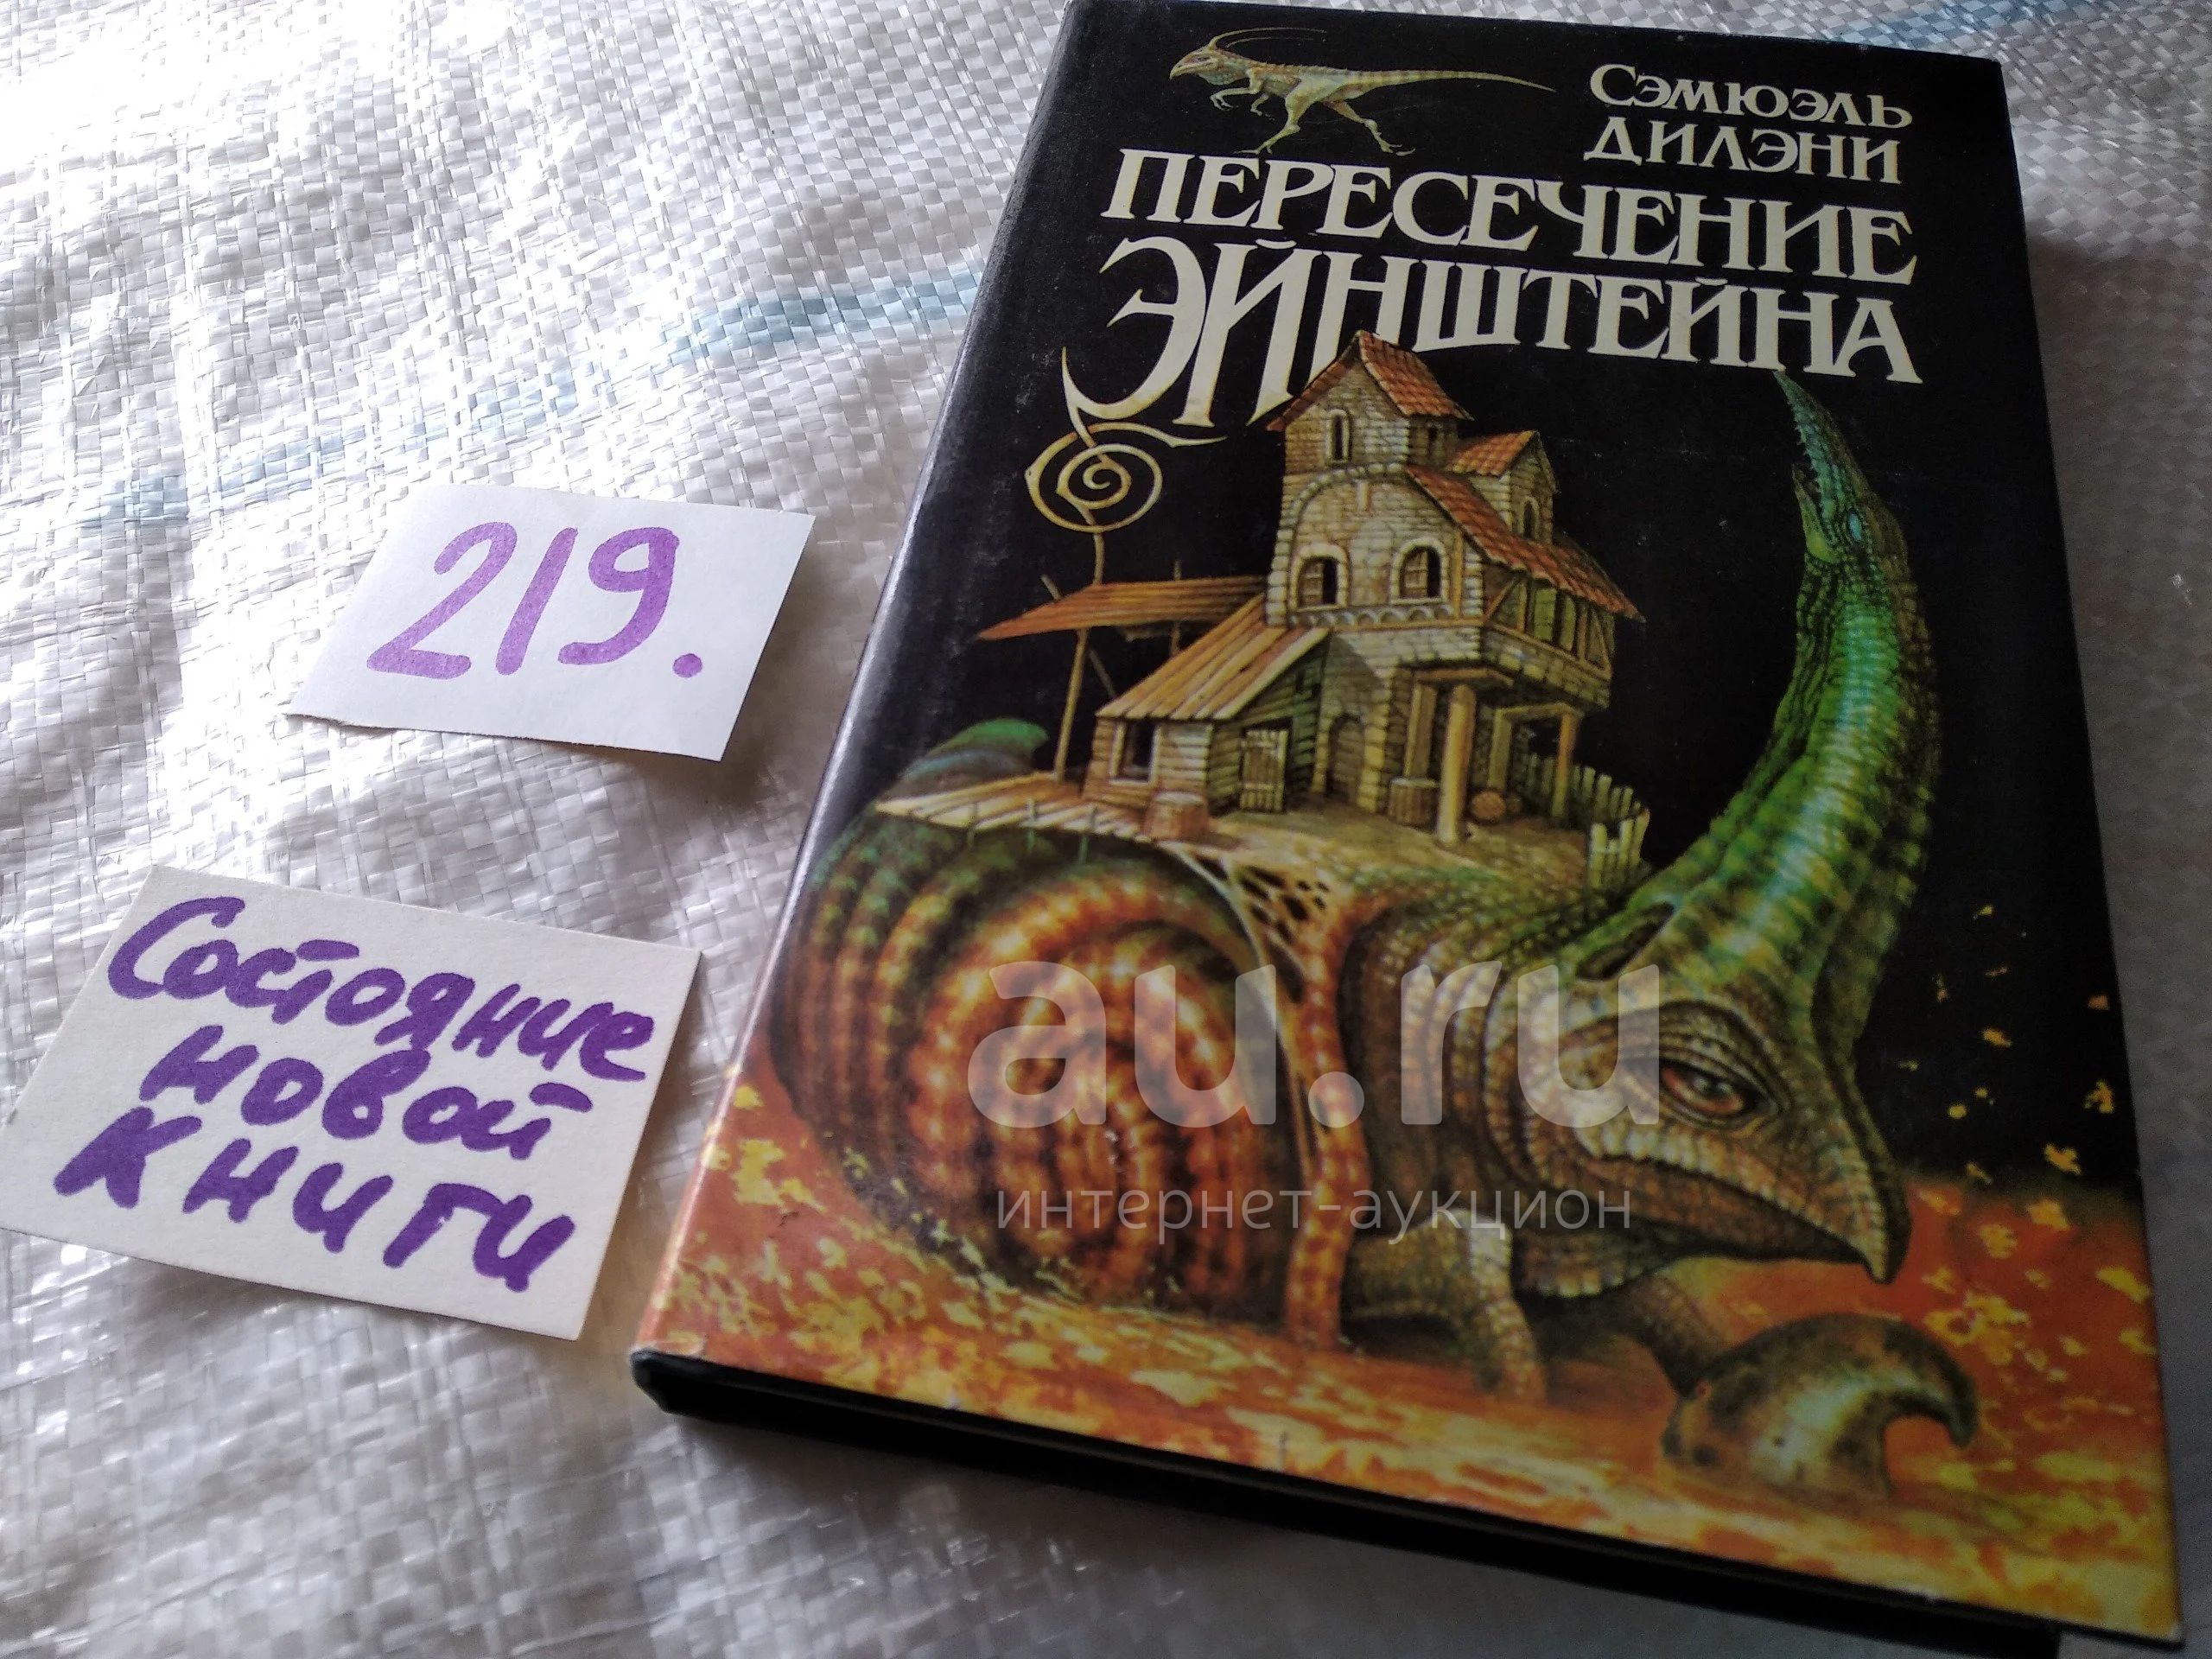 Сэмюэль
Дилэни
ПЕРЕСЕЧЕНИЕ
ЭЙНШТЕЙНА
219.
Состояние
новой
книги
au.ru
интернет-аукцион